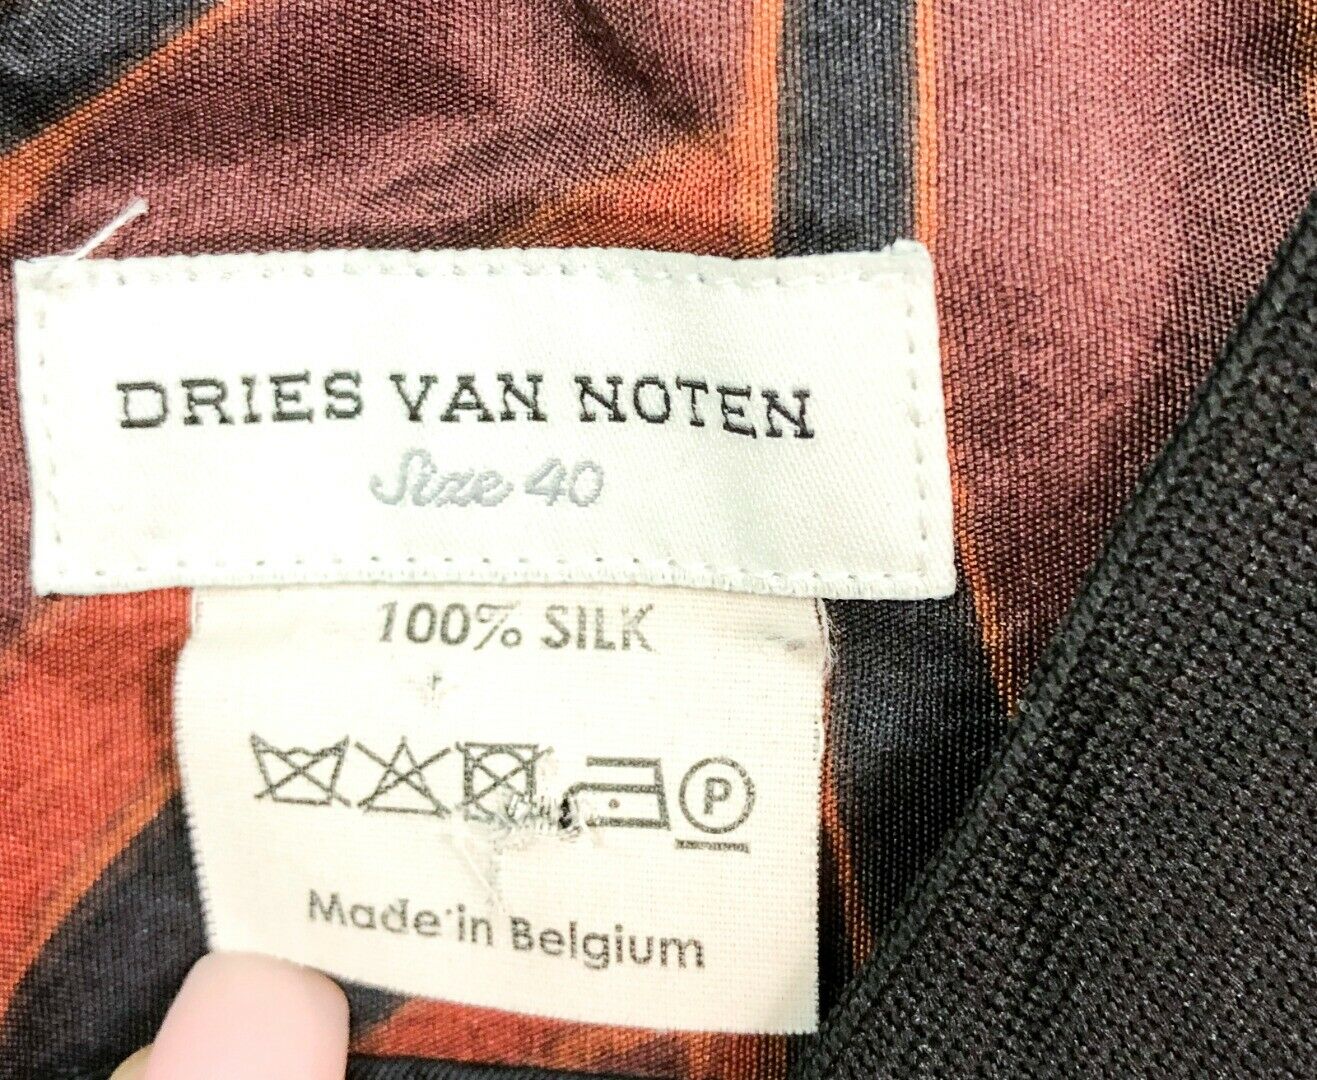 DRIES VAN NOTEN
Size 40
100% SILK
P
Made in Belgium